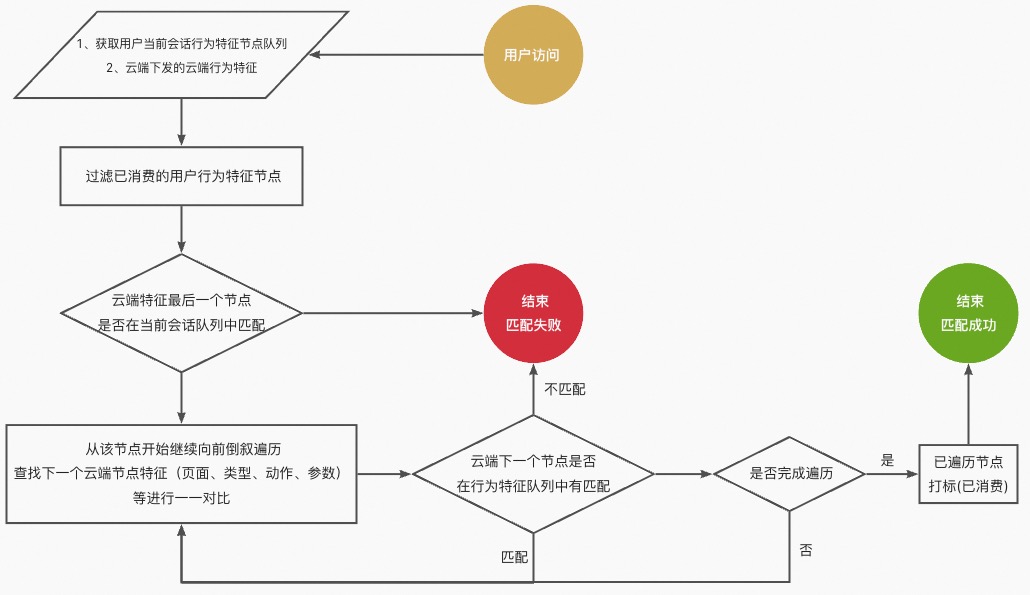 用户访问
1、获取用户当前会话行为特征节点队列
2、云端下发的云端行为特征
过滤已消费的用户行为特征节点
云端特征最后一个节点
是否在当前会话队列中匹配
结束
匹配失败
结束
匹配成功
不匹配
从该节点开始继续向前倒叙遍历
查找下一个云端节点特征（页面、类型、动作、参数）
等进行一一对比
云端下一个节点是否
在行为特征队列中有匹配
是否完成遍历
是
已遍历节点
打标(已消费)
匹配
否